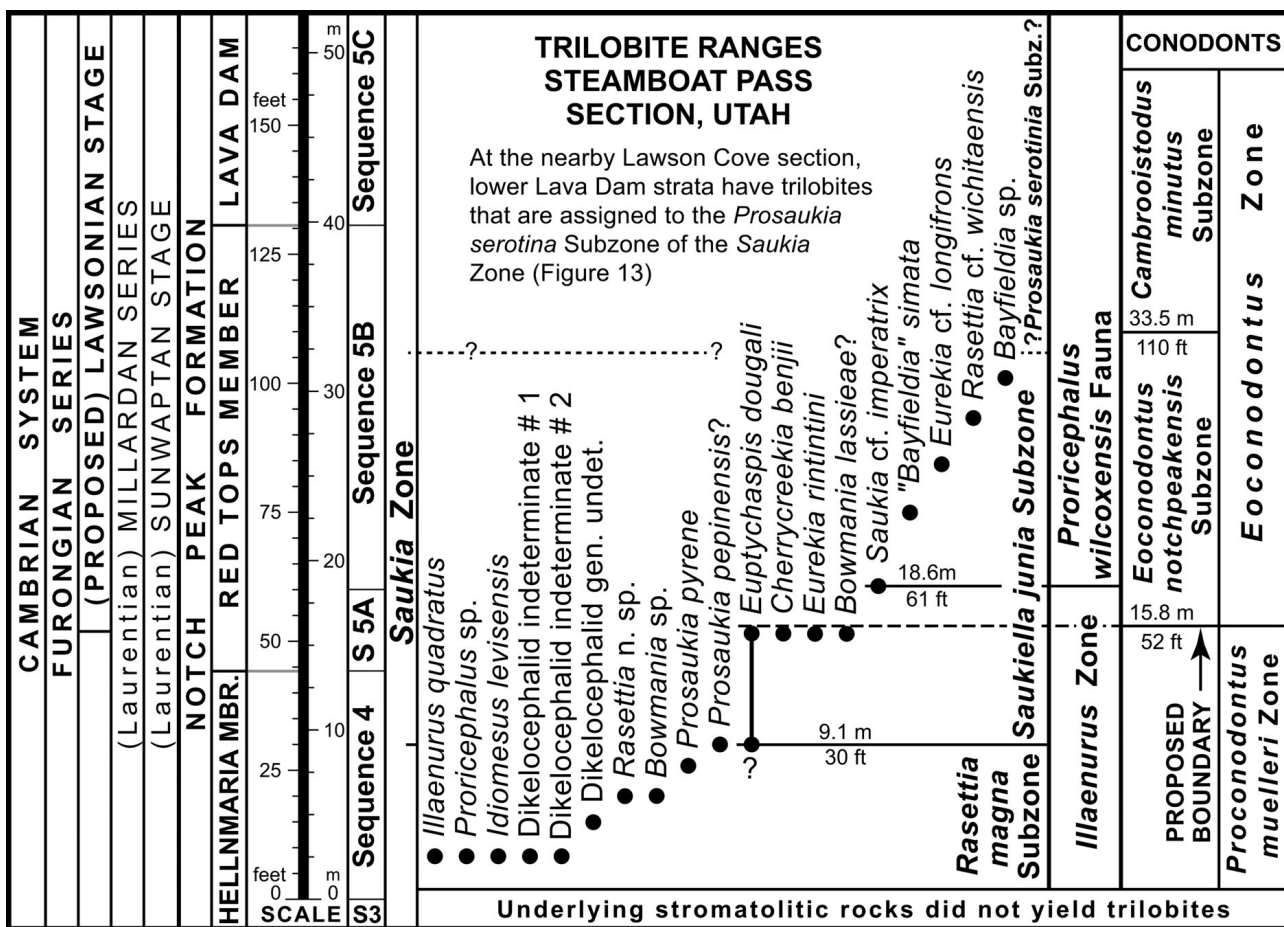 CAMBRIAN SYSTEM
FURONGIAN SERIES
(PROPOSED) LAWSONIAN STAGE
(Laurentian) MILLARDAN SERIES
(Laurentian) SUNWAPTAN STAGE
NOTCH PEAK FORMATION
HELLNMARIA MBR.
RED TOPS MEMBER
LAVA DAM
feet
150
125
100
75
50
25
feet
0
m
50
40
30
20
10
m
0
SCALE
S3
Sequence 4
S 5A
Sequence 5B
Sequence 5C
TRILOBITE RANGES
STEAMBOAT PASS
SECTION, UTAH
At the nearby Lawson Cove section,
lower Lava Dam strata have trilobites
that are assigned to the Prosaukia
serotina Subzone of the Saukia
Zone (Figure 13)
Saukia Zone
?
?
Illaenurus quadratus
Proricephalus sp.
Idiomesus levisensis
Dikelocephalid indeterminate # 1
Dikelocephalid indeterminate # 2
Dikelocephalid gen. undet.
Rasettia n. sp.
Bowmania sp.
Prosaukia pyrene
Prosaukia pepinensis?
Euptychaspis dougali
Cherrycreekia benjii
Eurekia rintintini
Bowmania lassieae?
Saukia cf. imperatrix
"Bayfieldia" simata
Eurekia cf. longifrons
Rasettia cf. wichitaensis
Bayfieldia sp.
?
9.1 m
30 ft
18.6m
61 ft
Rasettia
magna
Subzone
Saukiella junia Subzone
?Prosaukia serotinia Subz.?
Illaenurus Zone
Proricephalus
wilcoxensis Fauna
CONODONTS
Cambrooistodus
minutus
Subzone
33.5 m
110 ft
Eoconodontus
notchpeakensis
Subzone
15.8 m
52 ft
PROPOSED
BOUNDARY
Eoconodontus Zone
Proconodontus
muelleri Zone
Underlying stromatolitic rocks did not yield trilobites